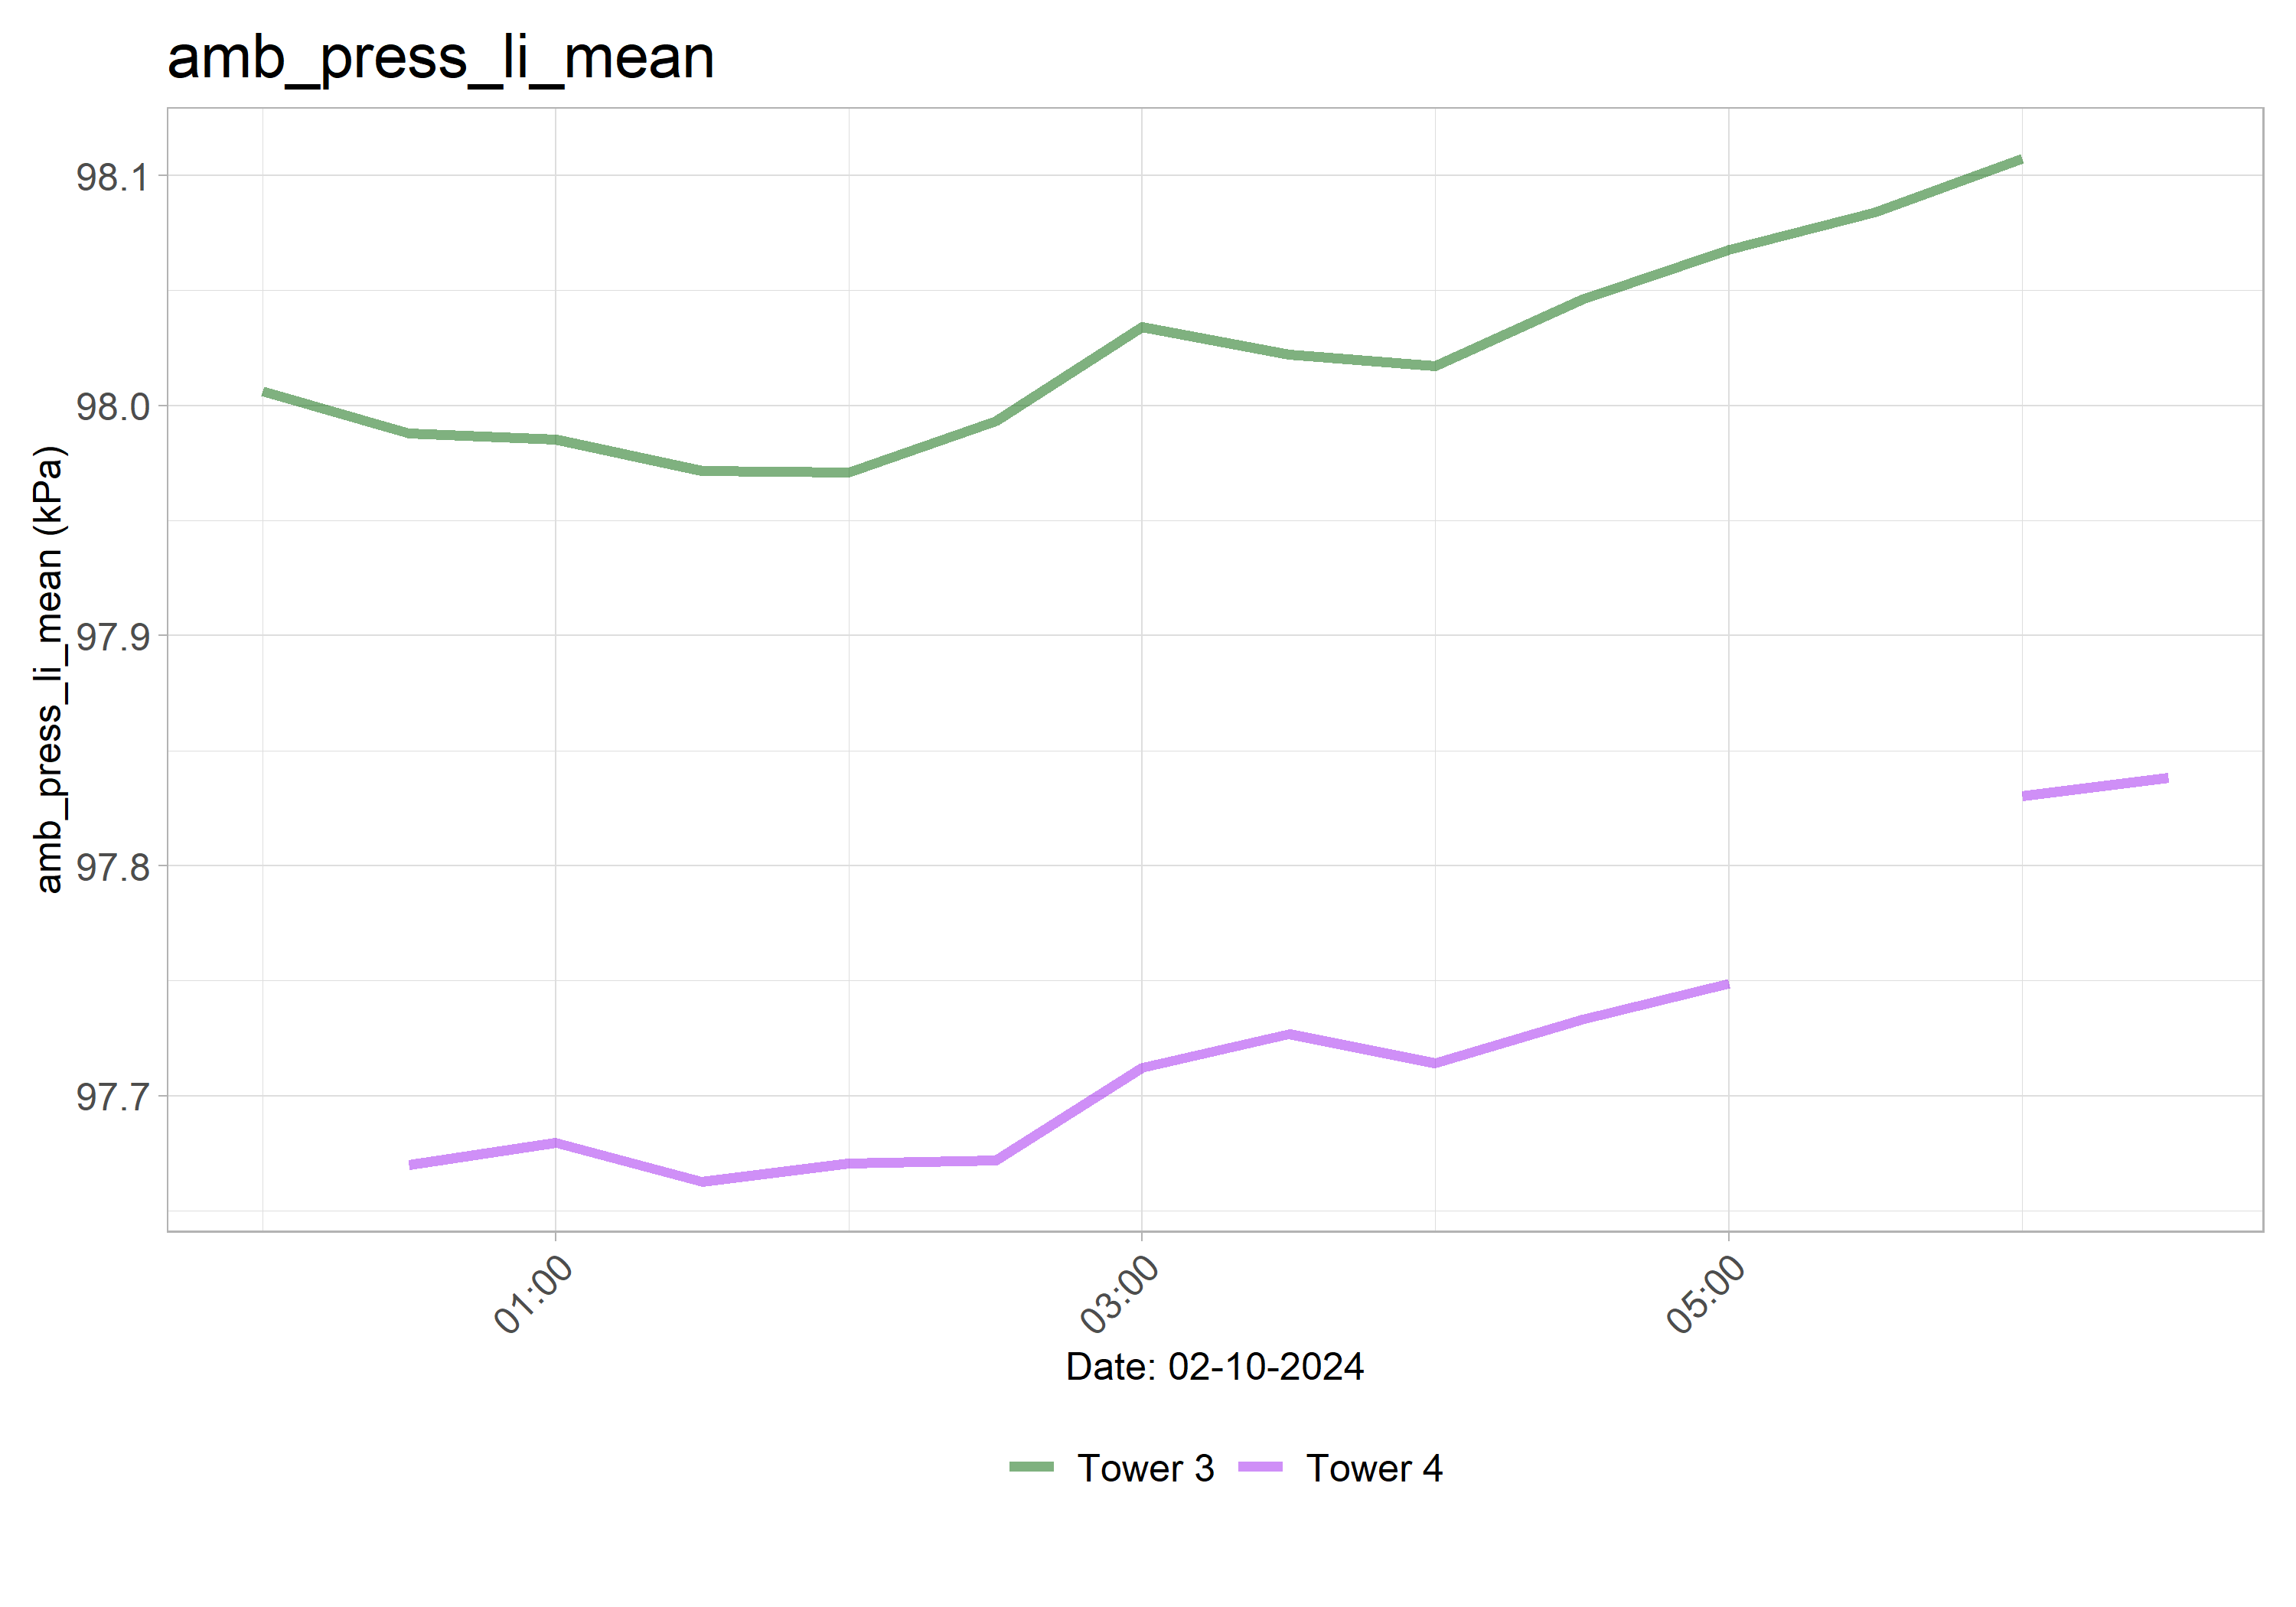 amb_press_li_mean
amb_press_li_mean (kPa)
98.1
98.0
97.9
97.8
97.7
01:00
03:00
05:00
Date: 02-10-2024
Tower 3
Tower 4